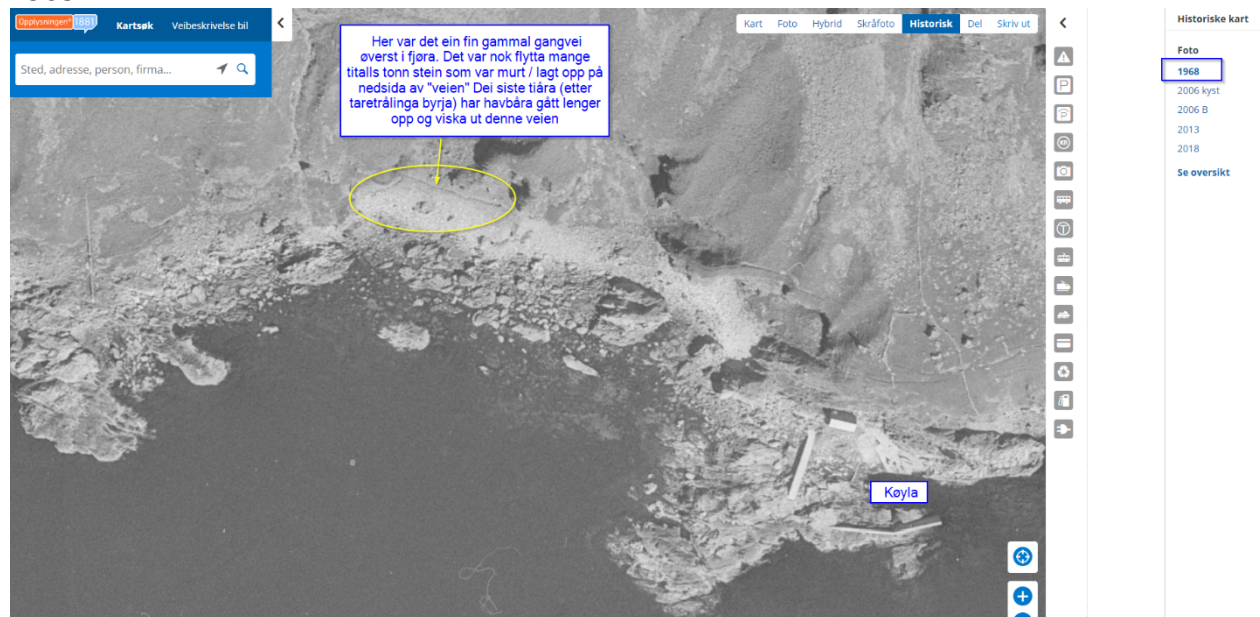 Opplysningen® 1881
Kartsøk
Veibeskrivelse bil
Sted, adresse, person, firma...
Her var det ein fin gammal gangvei
øverst i fjøra. Det var nok flytta mange
titalls tonn stein som var murt / lagt opp på
nedsida av "veien" Dei siste tiåra (etter
taretrålinga byrja) har havbåra gått lenger
opp og viska ut denne veien
Kart Foto Hybrid Skråfoto Historisk Del Skriv ut
Køyla
Historiske kart
Foto
1968
2006 kyst
2006 B
2013
2018
Se oversikt